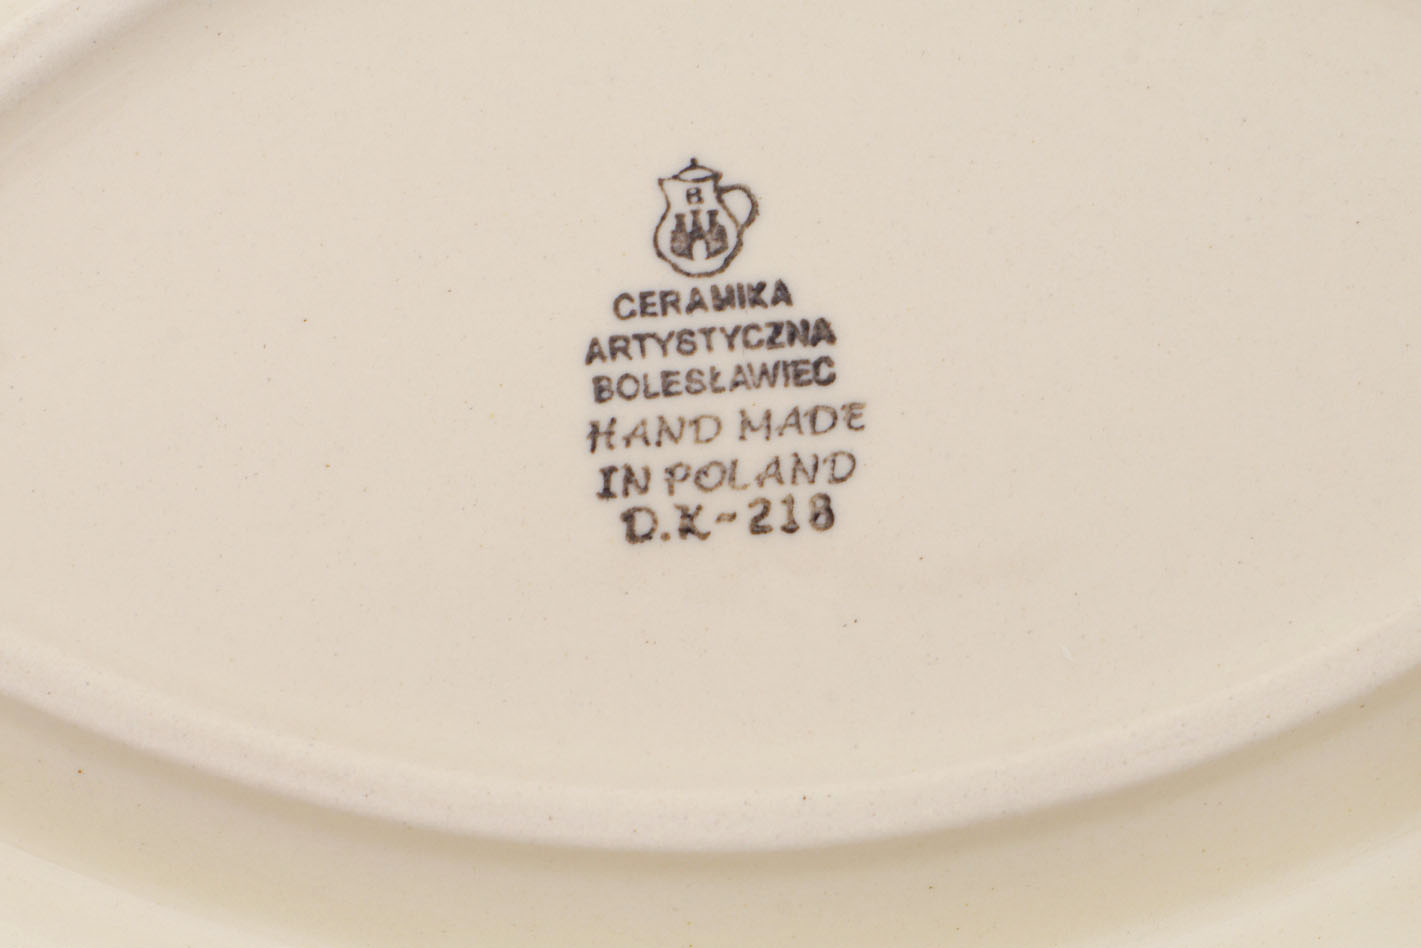 B
CERAMIKA
ARTYSTYCZNA
BOLESŁAWIEC
HAND MADE
IN POLAND
D.K-218